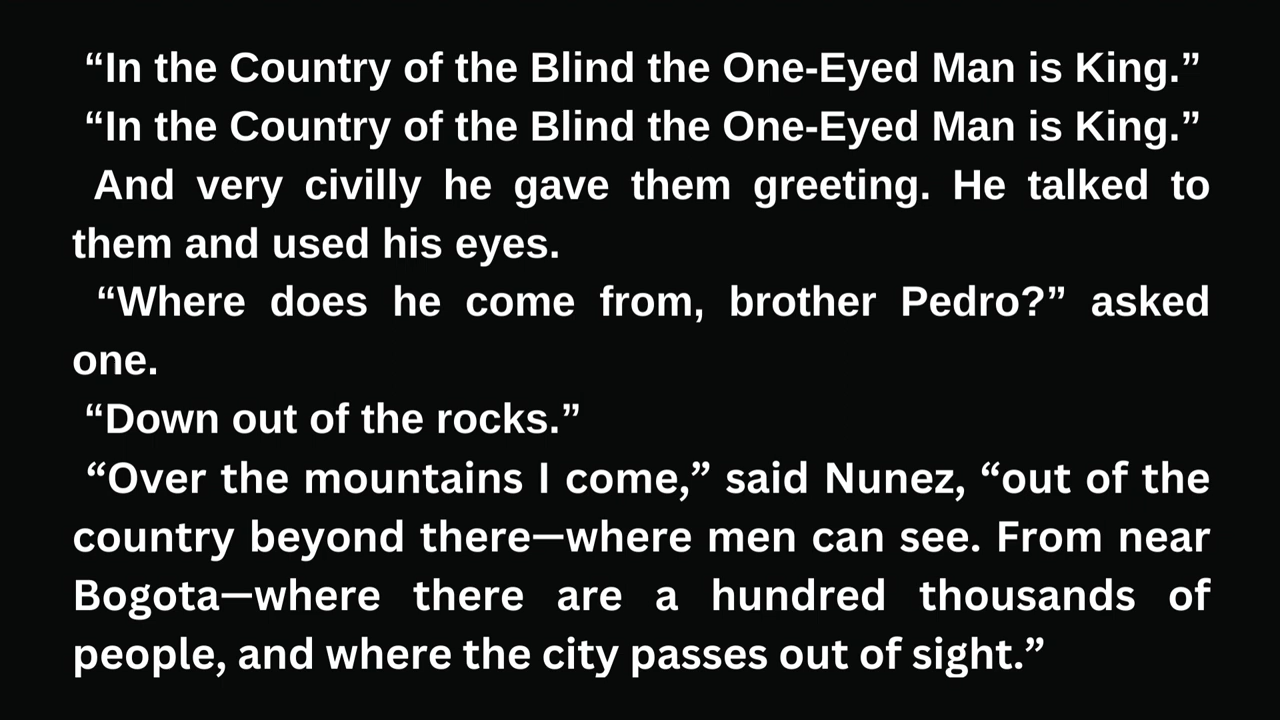 “In the Country of the Blind the One-Eyed Man is King.”
“In the Country of the Blind the One-Eyed Man is King.”
And very civilly he gave them greeting. He talked to
them and used his eyes.
“Where does he come from, brother Pedro?” asked
one.
“Down out of the rocks.”
“Over the mountains I come,” said Nunez, “out of the
country beyond there—where men can see. From near
Bogota—where there are a hundred thousands of
people, and where the city passes out of sight.”